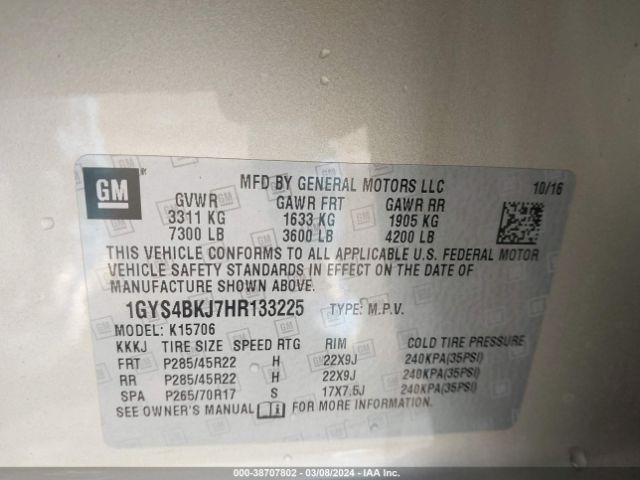 GM
MFD BY GENERAL MOTORS LLC 10/16
GVWR GAWR FRT GAWR RR
3311 KG 1633 KG 1905 KG
7300 LB 3600 LB 4200 LB
THIS VEHICLE CONFORMS TO ALL APPLICABLE U.S. FEDERAL MOTOR
VEHICLE SAFETY STANDARDS IN EFFECT ON THE DATE OF
MANUFACTURE SHOWN ABOVE.
1GYS4BKJ7HR133225 TYPE: M.P.V.
MODEL: K15706
KKKJ TIRE SIZE SPEED RTG RIM COLD TIRE PRESSURE
FRT P285/45R22 H 22X9J 240KPA(35PSI)
RR P285/45R22 H 22X9J 240KPA(35PSI)
SPA P265/70R17 S 17X7.5J 240KPA(35PSI)
SEE OWNER'S MANUAL FOR MORE INFORMATION.
000-38707802 — 03/08/2024 — IAA Inc.